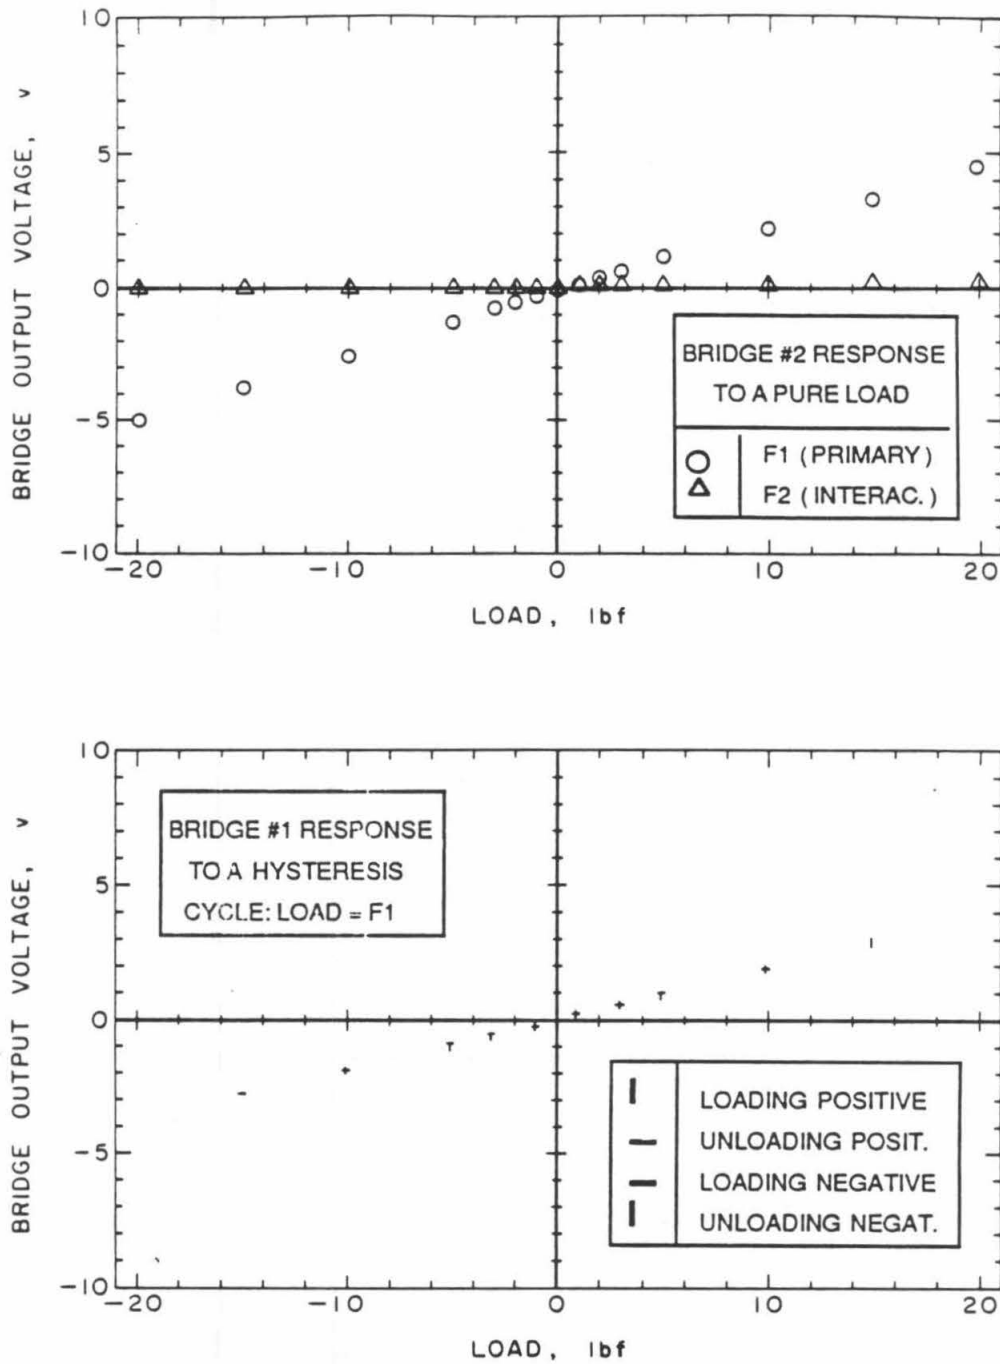 10
5
0
−5
−10
BRIDGE OUTPUT VOLTAGE, v
BRIDGE #2 RESPONSE
TO A PURE LOAD
F1 (PRIMARY)
F2 (INTERAC.)
−20 −10 0 10 20
LOAD, lbf
10
5
0
−5
−10
BRIDGE OUTPUT VOLTAGE, v
BRIDGE #1 RESPONSE
TO A HYSTERESIS
CYCLE: LOAD = F1
LOADING POSITIVE
UNLOADING POSIT.
LOADING NEGATIVE
UNLOADING NEGAT.
−20 −10 0 10 20
LOAD, lbf